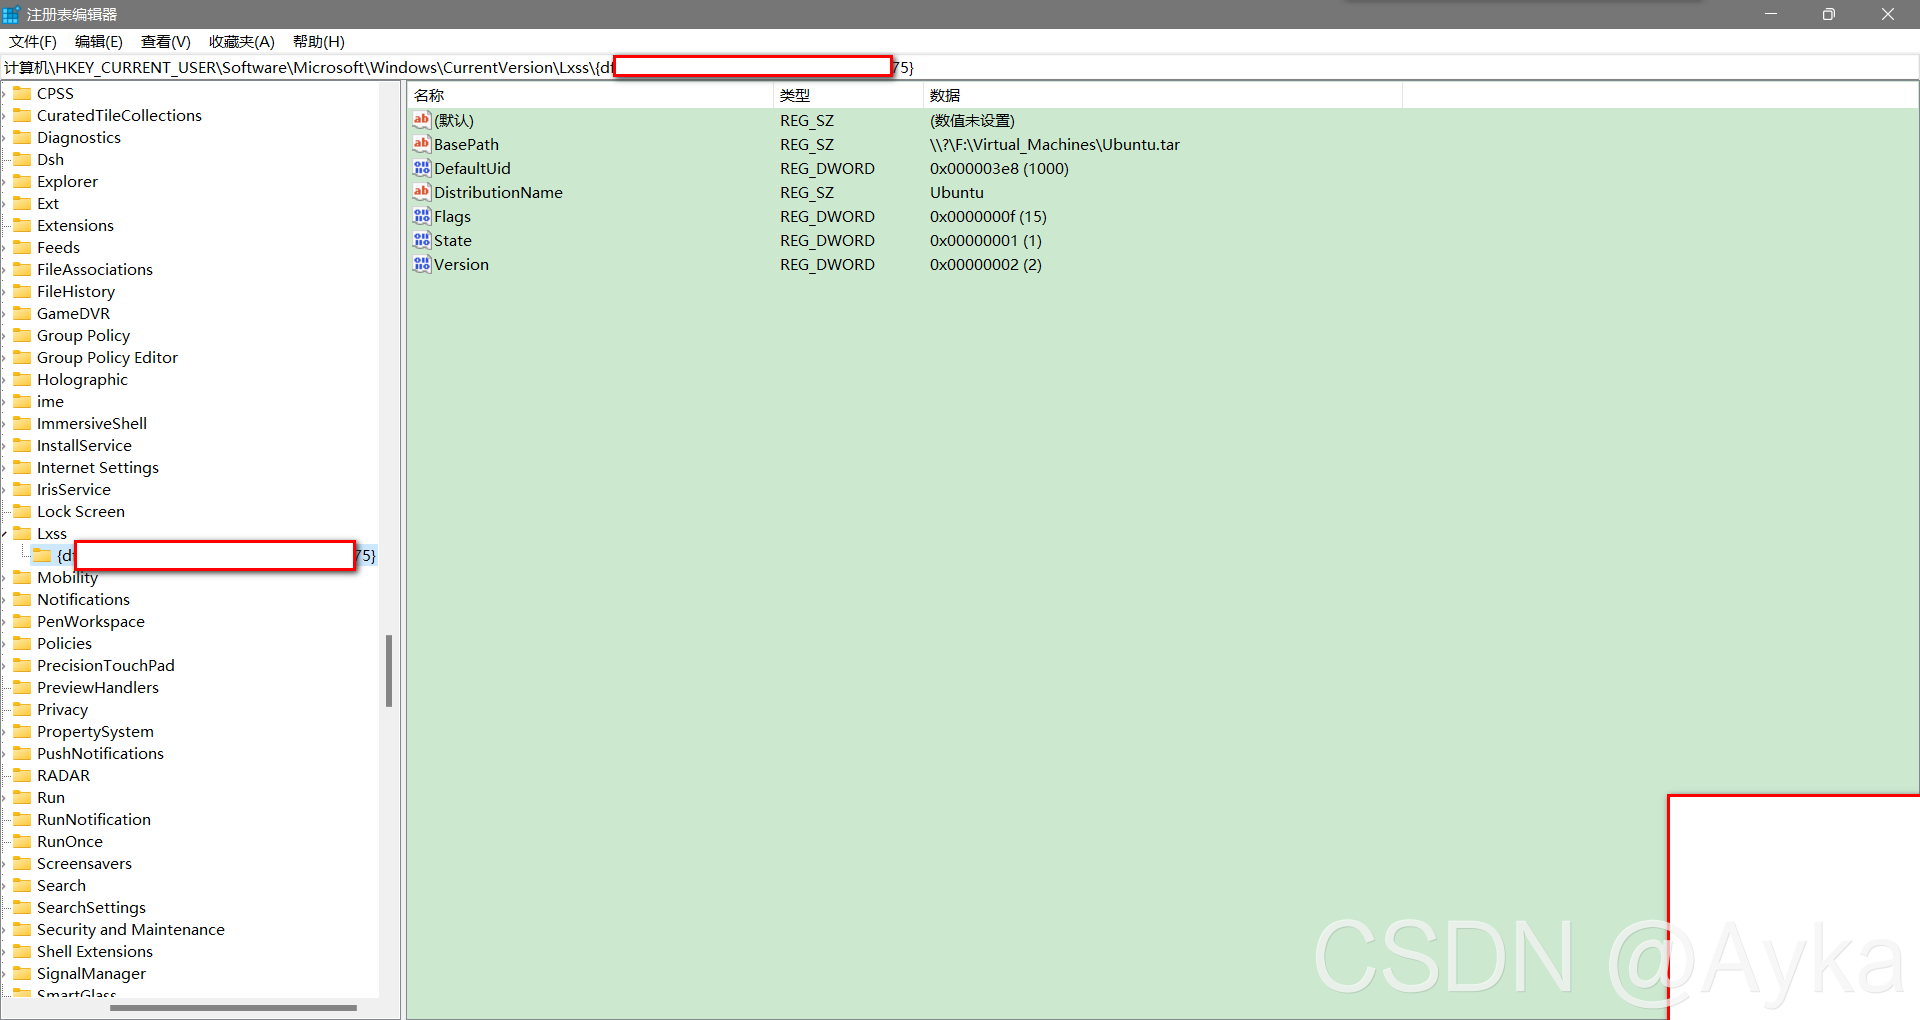 注册表编辑器
文件(F) 编辑(E) 查看(V) 收藏夹(A) 帮助(H)
计算机\HKEY_CURRENT_USER\Software\Microsoft\Windows\CurrentVersion\Lxss\{df 75}
CPSS
CuratedTileCollections
Diagnostics
Dsh
Explorer
Ext
Extensions
Feeds
FileAssociations
FileHistory
GameDVR
Group Policy
Group Policy Editor
Holographic
ime
ImmersiveShell
InstallService
Internet Settings
IrisService
Lock Screen
Lxss
{df 75}
Mobility
Notifications
PenWorkspace
Policies
PrecisionTouchPad
PreviewHandlers
Privacy
PropertySystem
PushNotifications
RADAR
Run
RunNotification
RunOnce
Screensavers
Search
SearchSettings
Security and Maintenance
Shell Extensions
SignalManager
SmartGlass
名称 类型 数据
(默认) REG_SZ (数值未设置)
BasePath REG_SZ \\?\F:\Virtual_Machines\Ubuntu.tar
DefaultUid REG_DWORD 0x000003e8 (1000)
DistributionName REG_SZ Ubuntu
Flags REG_DWORD 0x0000000f (15)
State REG_DWORD 0x00000001 (1)
Version REG_DWORD 0x00000002 (2)
CSDN @Ayka